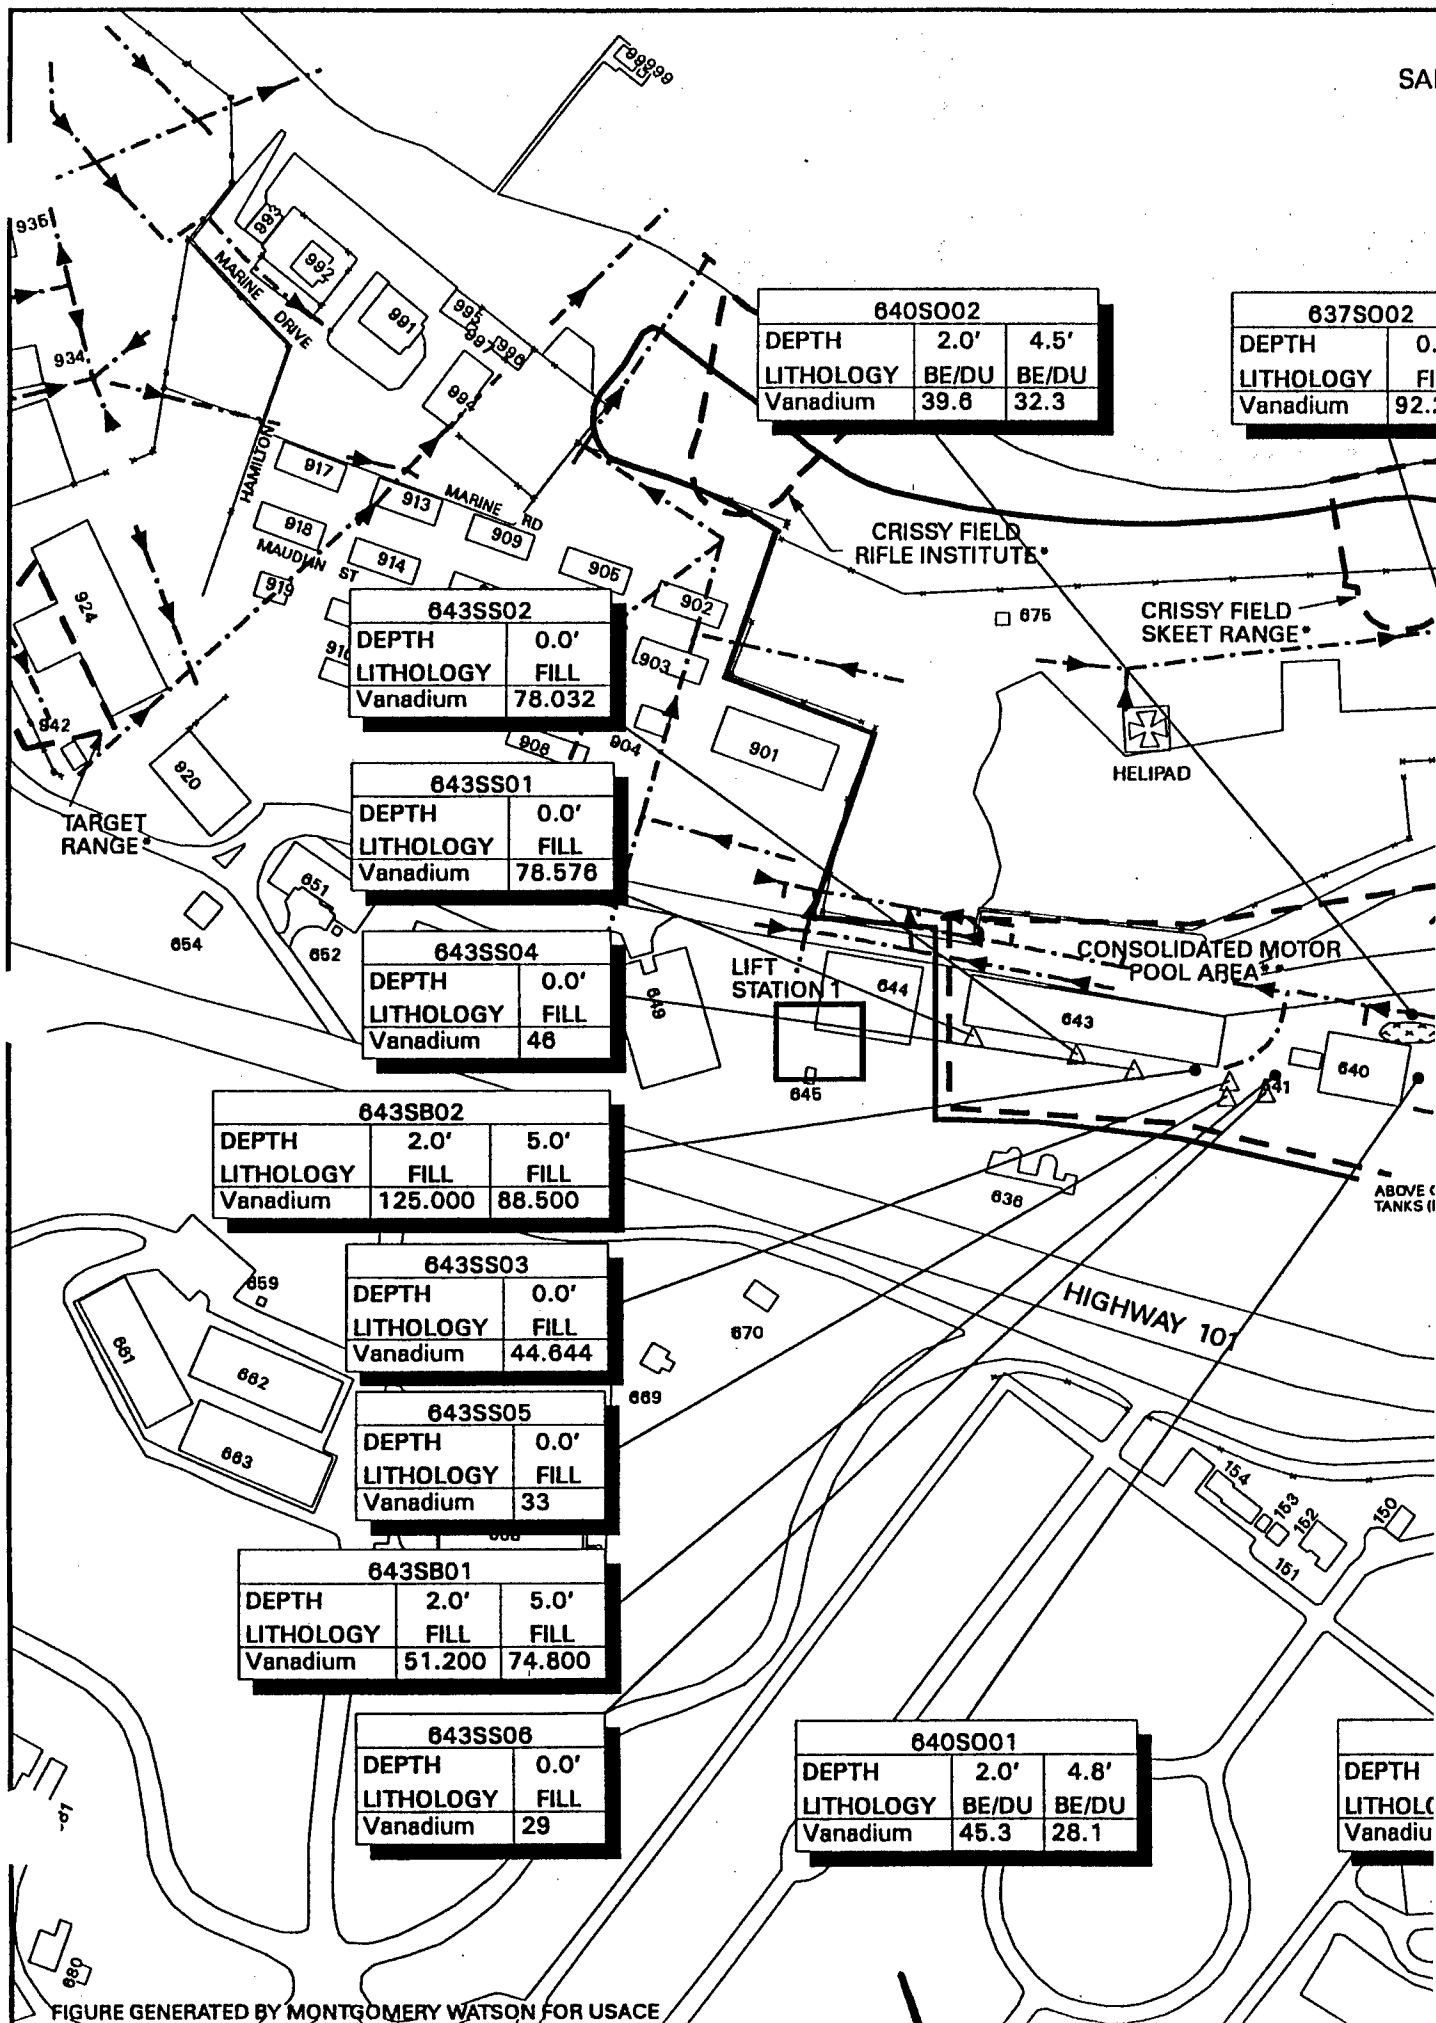 99999
SAI
935
993
992
MARINE
DRIVE
991
995
997
996
994
934
HAMILTON
917
913
MARINE
RD
918
909
MAUDLIN ST
914
905
919
902
924
903
942
908
904
901
920
TARGET
RANGE*
651
652
654
640SO02
DEPTH 2.0' 4.5'
LITHOLOGY BE/DU BE/DU
Vanadium 39.6 32.3
637SO02
DEPTH 0.
LITHOLOGY FI
Vanadium 92.
CRISSY FIELD
RIFLE INSTITUTE*
675
CRISSY FIELD
SKEET RANGE*
HELIPAD
643SS02
DEPTH 0.0'
LITHOLOGY FILL
Vanadium 78.032
643SS01
DEPTH 0.0'
LITHOLOGY FILL
Vanadium 78.576
643SS04
DEPTH 0.0'
LITHOLOGY FILL
Vanadium 46
LIFT
STATION 1
CONSOLIDATED MOTOR
POOL AREA**
649
644
643
645
641
640
636
ABOVE
TANKS
643SB02
DEPTH 2.0' 5.0'
LITHOLOGY FILL FILL
Vanadium 125.000 88.500
643SS03
DEPTH 0.0'
LITHOLOGY FILL
Vanadium 44.644
659
661
662
663
670
669
HIGHWAY 101
643SS05
DEPTH 0.0'
LITHOLOGY FILL
Vanadium 33
154
153
152
150
151
643SB01
DEPTH 2.0' 5.0'
LITHOLOGY FILL FILL
Vanadium 51.200 74.800
643SS06
DEPTH 0.0'
LITHOLOGY FILL
Vanadium 29
640SO01
DEPTH 2.0' 4.8'
LITHOLOGY BE/DU BE/DU
Vanadium 45.3 28.1
DEPTH
LITHOLO
Vanadiu
680
FIGURE GENERATED BY MONTGOMERY WATSON FOR USACE